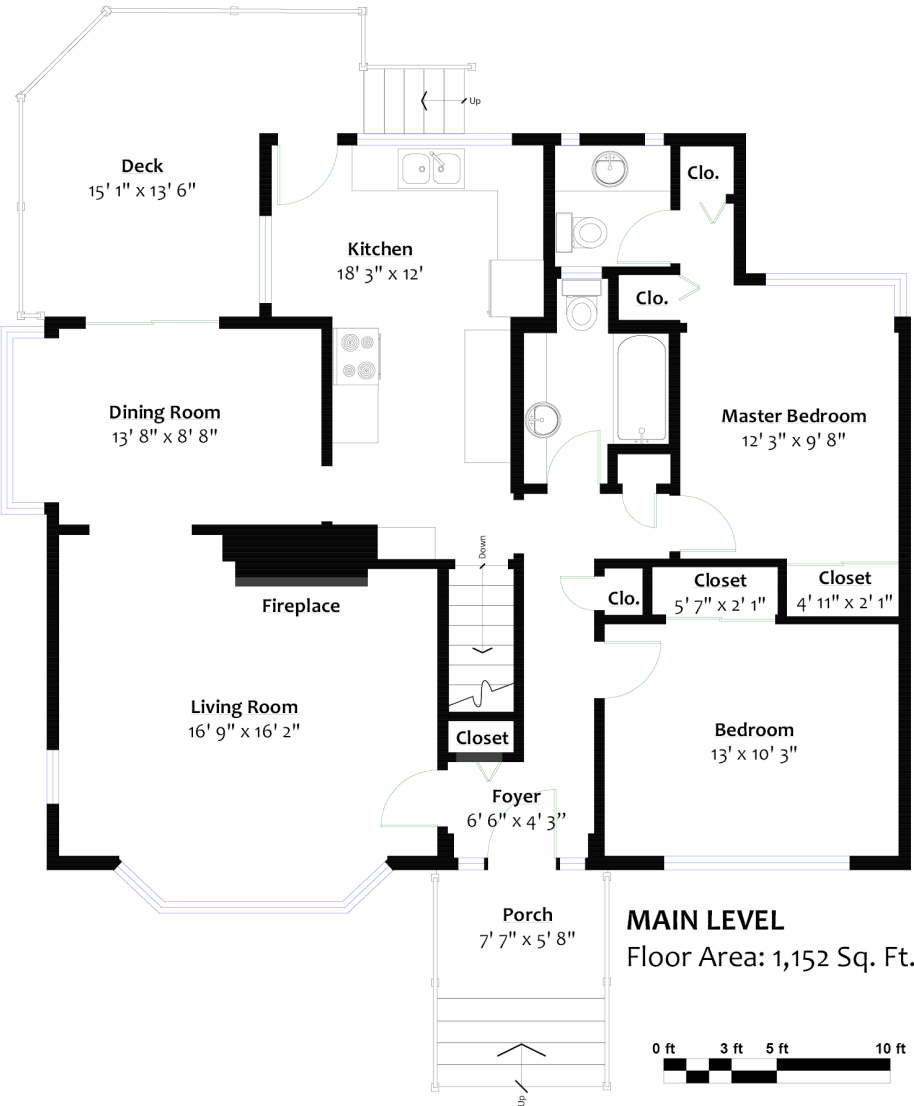 Up
Deck
15' 1" x 13' 6"
Clo.
Kitchen
18' 3" x 12'
Clo.
Dining Room
13' 8" x 8' 8"
Master Bedroom
12' 3" x 9' 8"
Down
Fireplace
Clo.
Closet
5' 7" x 2' 1"
Closet
4' 11" x 2' 1"
Living Room
16' 9" x 16' 2"
Closet
Bedroom
13' x 10' 3"
Foyer
6' 6" x 4' 3”
Porch
7' 7" x 5' 8"
MAIN LEVEL
Floor Area: 1,152 Sq. Ft.
0 ft 3 ft 5 ft 10 ft
Up